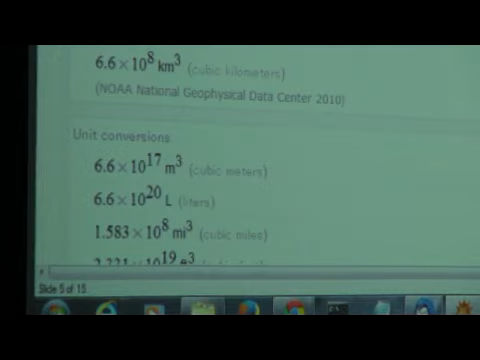 6.6×10⁸ km³ (cubic kilometers)
(NOAA National Geophysical Data Center 2010)
Unit conversions:
6.6×10¹⁷ m³ (cubic meters)
6.6×10²⁰ L (liters)
1.583×10⁸ mi³ (cubic miles)
Slide 5 of 15